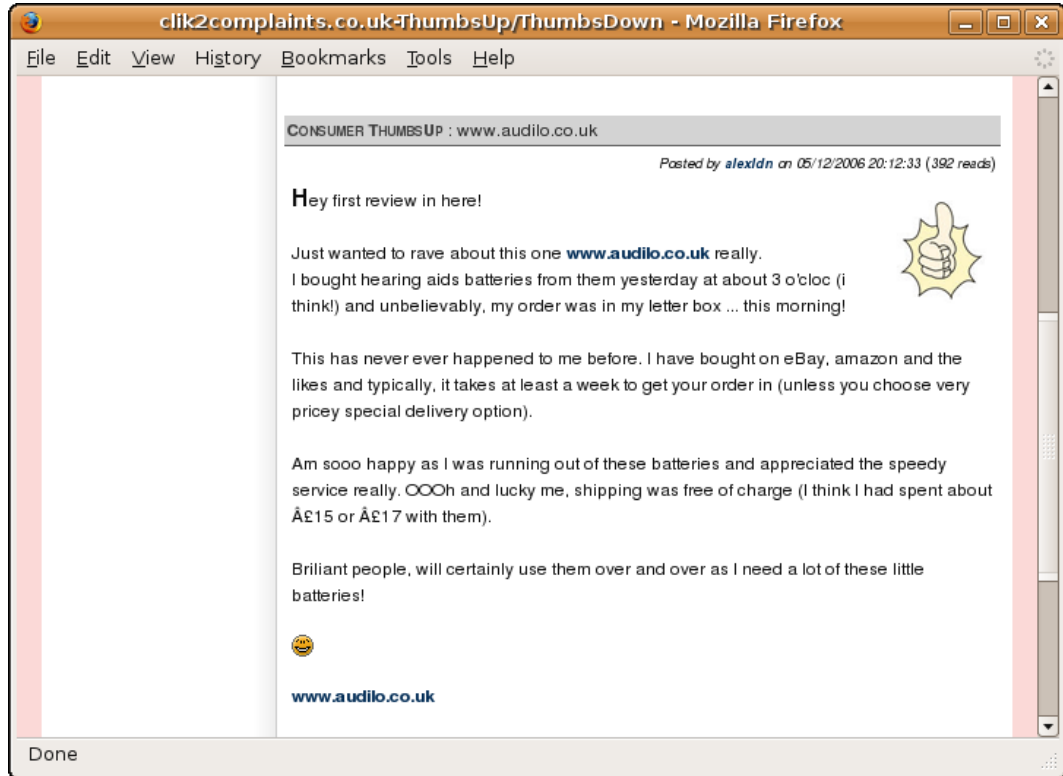 clik2complaints.co.uk-ThumbsUp/ThumbsDown - Mozilla Firefox
File Edit View History Bookmarks Tools Help
CONSUMER THUMBSUP : www.audilo.co.uk
Posted by alexldn on 05/12/2006 20:12:33 (392 reads)
Hey first review in here!
Just wanted to rave about this one www.audilo.co.uk really.
I bought hearing aids batteries from them yesterday at about 3 o'cloc (i
think!) and unbelievably, my order was in my letter box ... this morning!
This has never ever happened to me before. I have bought on eBay, amazon and the
likes and typically, it takes at least a week to get your order in (unless you choose very
pricey special delivery option).
Am sooo happy as I was running out of these batteries and appreciated the speedy
service really. OOOh and lucky me, shipping was free of charge (I think I had spent about
Â£15 or Â£17 with them).
Briliant people, will certainly use them over and over as I need a lot of these little
batteries!
www.audilo.co.uk
Done